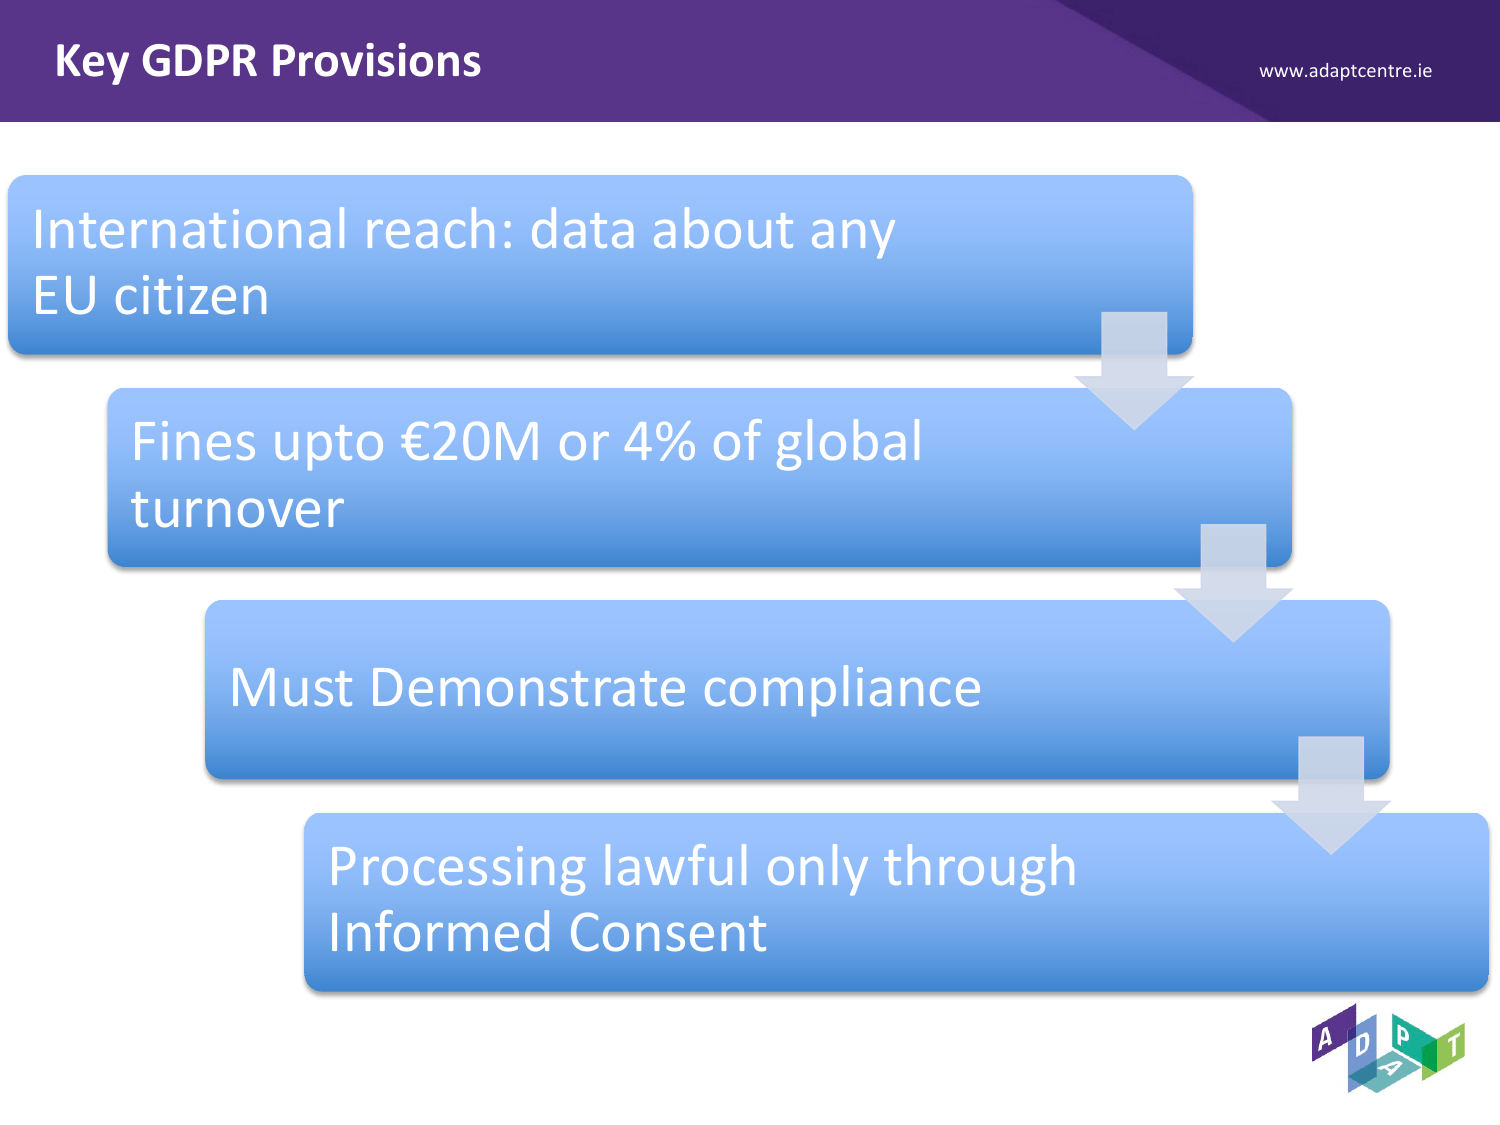 Key GDPR Provisions
www.adaptcentre.ie
International reach: data about any
EU citizen
Fines upto €20M or 4% of global
turnover
Must Demonstrate compliance
Processing lawful only through
Informed Consent
ADAPT